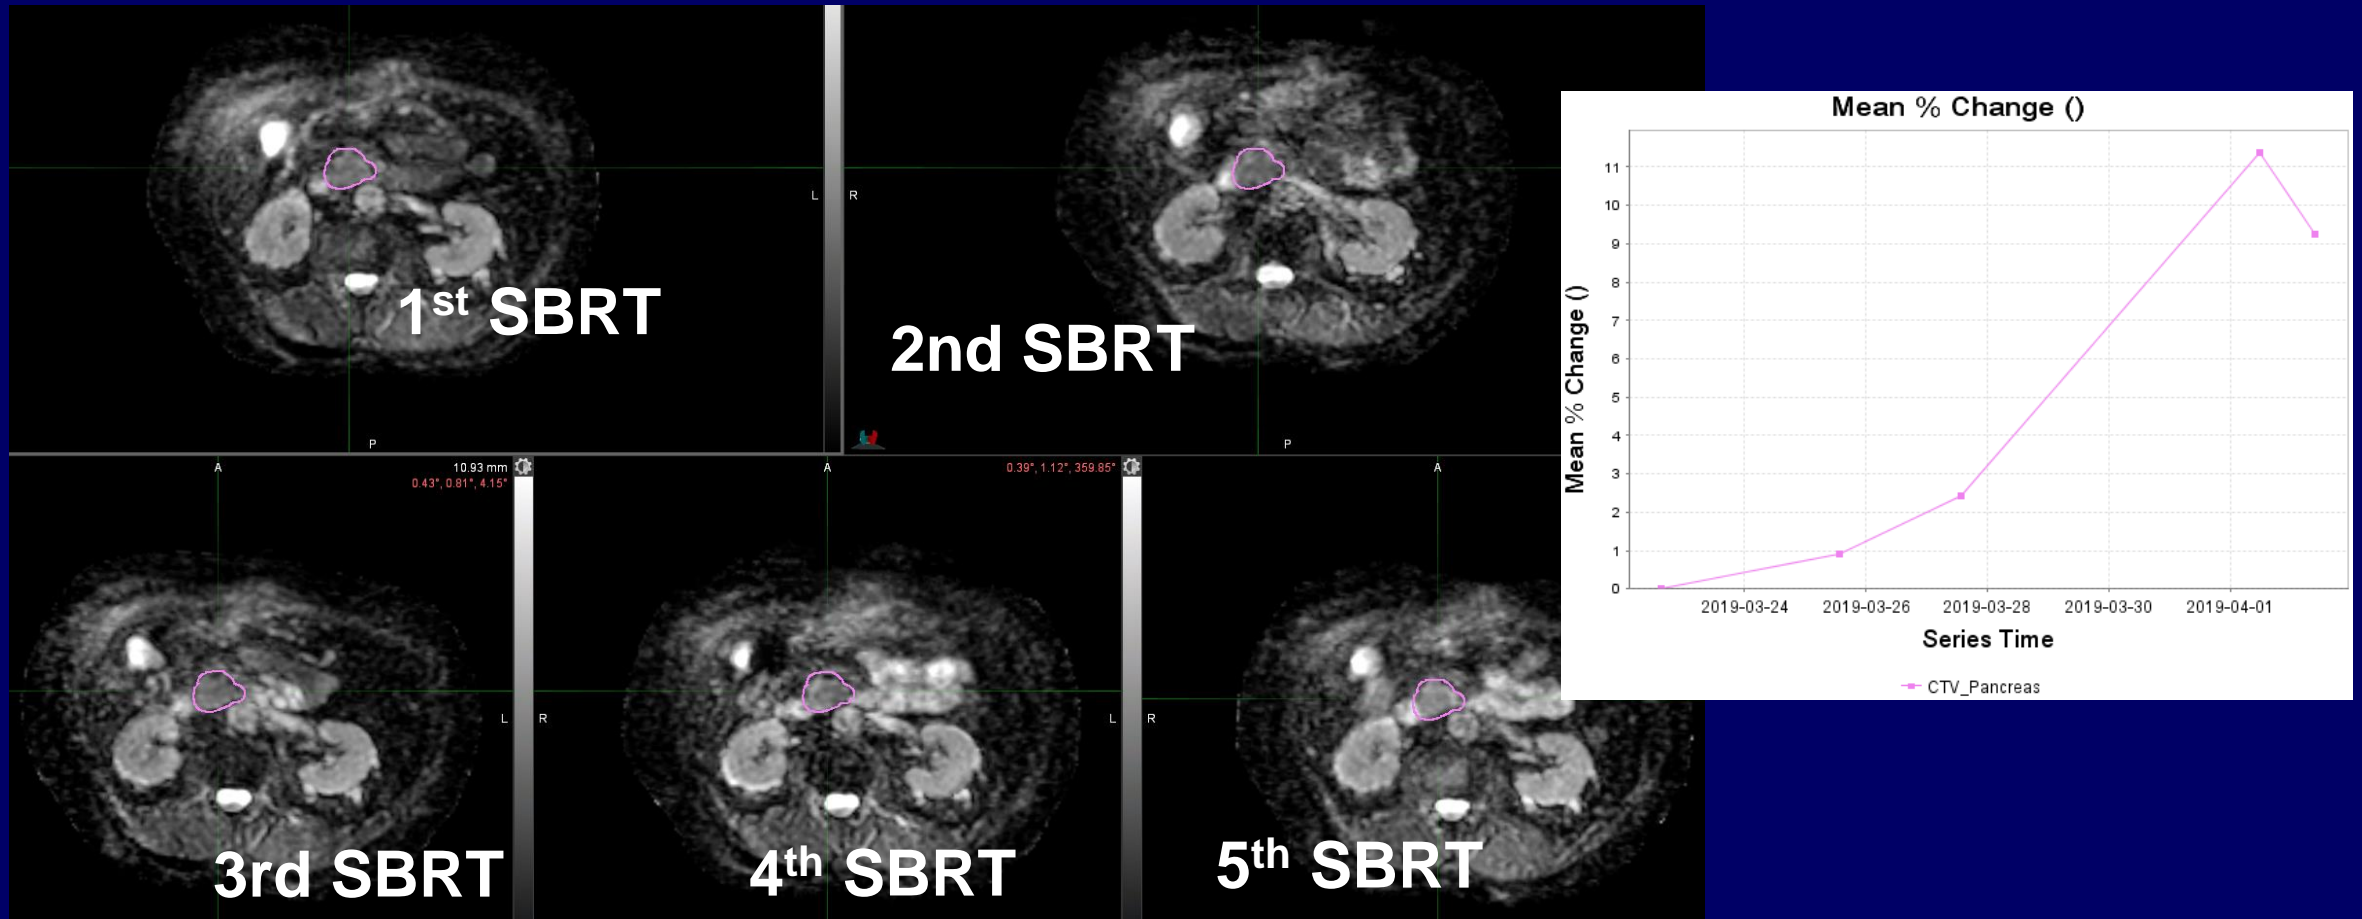 L
R
1st SBRT
2nd SBRT
P
P
A
10.93 mm
0.43°, 0.81°, 4.15°
A
0.39°, 1.12°, 359.85°
A
L
R
L
R
3rd SBRT
4th SBRT
5th SBRT
Mean % Change ()
Mean % Change ()
11
10
9
8
7
6
5
4
3
2
1
0
2019-03-24 2019-03-26 2019-03-28 2019-03-30 2019-04-01
Series Time
CTV_Pancreas